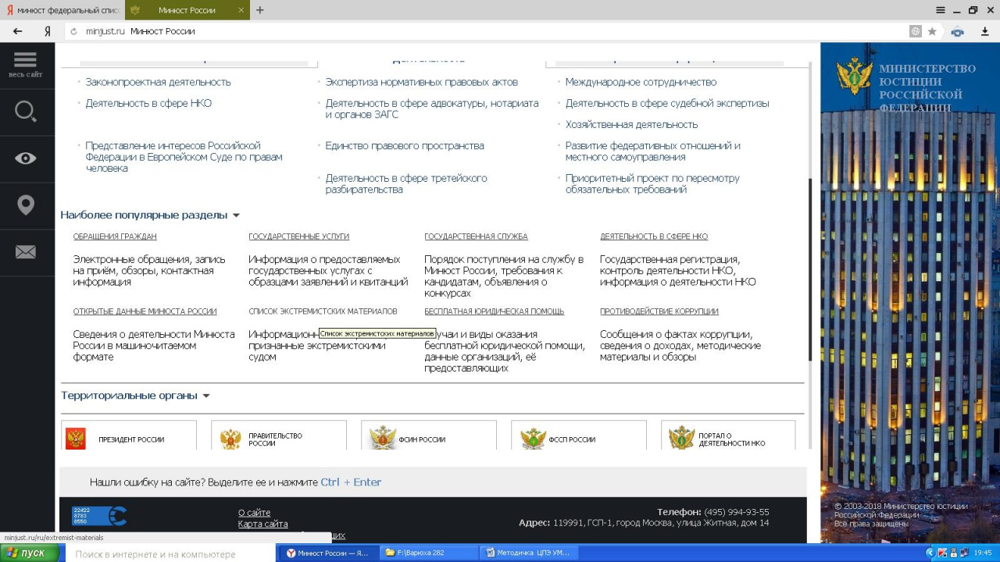 Я минюст федеральный спис
Минюст России
Я
minjust.ru Минюст России
весь сайт
Законопроектная деятельность
Экспертиза нормативных правовых актов
Международное сотрудничество
Деятельность в сфере НКО
Деятельность в сфере адвокатуры, нотариата
и органов ЗАГС
Деятельность в сфере судебной экспертизы
Хозяйственная деятельность
Представление интересов Российской
Федерации в Европейском Суде по правам
человека
Единство правового пространства
Развитие федеративных отношений и
местного самоуправления
Деятельность в сфере третейского
разбирательства
Приоритетный проект по пересмотру
обязательных требований
Наиболее популярные разделы
ОБРАЩЕНИЯ ГРАЖДАН
Электронные обращения, запись
на приём, обзоры, контактная
информация
ГОСУДАРСТВЕННЫЕ УСЛУГИ
Информация о предоставляемых
государственных услугах с
образцами заявлений и квитанций
ГОСУДАРСТВЕННАЯ СЛУЖБА
Порядок поступления на службу в
Минюст России, требования к
кандидатам, объявления о
конкурсах
ДЕЯТЕЛЬНОСТЬ В СФЕРЕ НКО
Государственная регистрация,
контроль деятельности НКО,
информация о деятельности НКО
ОТКРЫТЫЕ ДАННЫЕ МИНЮСТА РОССИИ
Сведения о деятельности Минюста
России в машиночитаемом
формате
СПИСОК ЭКСТРЕМИСТСКИХ МАТЕРИАЛОВ
Информационн
Список экстремистских материалов
признанные экстремистскими
судом
БЕСПЛАТНАЯ ЮРИДИЧЕСКАЯ ПОМОЩЬ
учаи и виды оказания
бесплатной юридической помощи,
данные организаций, её
предоставляющих
ПРОТИВОДЕЙСТВИЕ КОРРУПЦИИ
Сообщения о фактах коррупции,
сведения о доходах, методические
материалы и обзоры
Территориальные органы
ПРЕЗИДЕНТ РОССИИ
ПРАВИТЕЛЬСТВО
РОССИИ
ФСИН РОССИИ
ФССП РОССИИ
ПОРТАЛ О
ДЕЯТЕЛЬНОСТИ НКО
Нашли ошибку на сайте? Выделите ее и нажмите Ctrl + Enter
22422
8783
8550
О сайте
Карта сайта
щих
Телефон: (495) 994-93-55
Адрес: 119991, ГСП-1, город Москва, улица Житная, дом 14
МИНИСТЕРСТВО
ЮСТИЦИИ
РОССИЙСКОЙ
ФЕДЕРАЦИИ
© 2003-2018 Министерство юстиции
Российской Федерации
Все права защищены
minjust.ru/ru/extremist-materials
пуск
Поиск в интернете и на компьютере
Минюст России — Я...
F:\Варюха 282
Методичка ЦПЭ УМ...
19:45